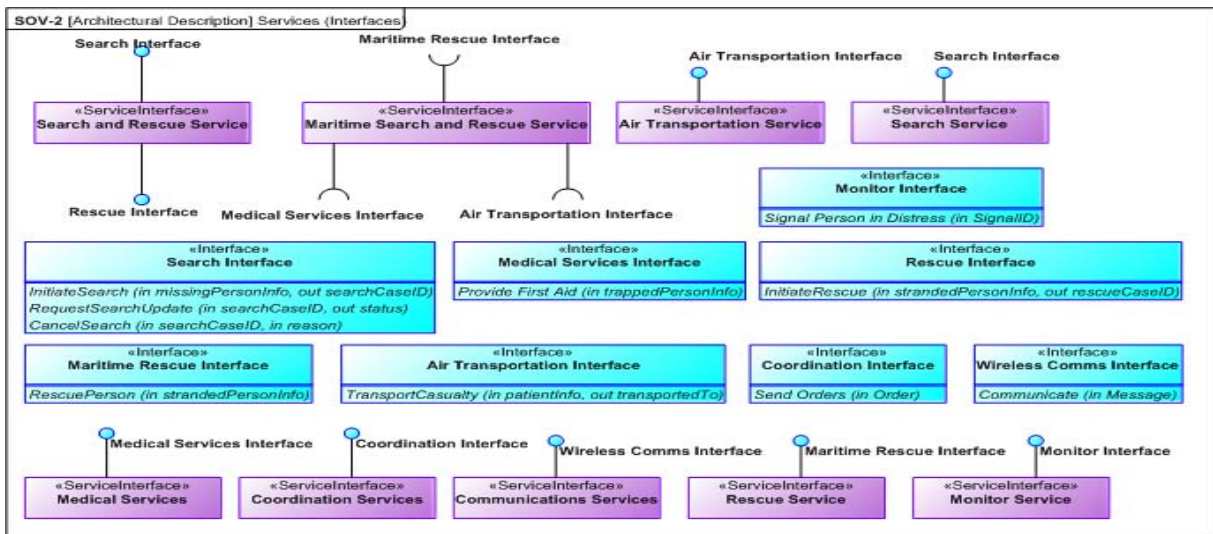 SOV-2 [Architectural Description] Services (Interfaces)
Search Interface
Maritime Rescue Interface
Air Transportation Interface
Search Interface
«ServiceInterface»
Search and Rescue Service
«ServiceInterface»
Maritime Search and Rescue Service
«ServiceInterface»
Air Transportation Service
«ServiceInterface»
Search Service
Rescue Interface
Medical Services Interface
Air Transportation Interface
«Interface»
Monitor Interface
Signal Person in Distress (in SignalID)
«Interface»
Search Interface
InitiateSearch (in missingPersonInfo, out searchCaseID)
RequestSearchUpdate (in searchCaseID, out status)
CancelSearch (in searchCaseID, in reason)
«Interface»
Medical Services Interface
Provide First Aid (in trappedPersonInfo)
«Interface»
Rescue Interface
InitiateRescue (in strandedPersonInfo, out rescueCaseID)
«Interface»
Maritime Rescue Interface
RescuePerson (in strandedPersonInfo)
«Interface»
Air Transportation Interface
TransportCasualty (in patientInfo, out transportedTo)
«Interface»
Coordination Interface
Send Orders (in Order)
«Interface»
Wireless Comms Interface
Communicate (in Message)
Medical Services Interface
Coordination Interface
Wireless Comms Interface
Maritime Rescue Interface
Monitor Interface
«ServiceInterface»
Medical Services
«ServiceInterface»
Coordination Services
«ServiceInterface»
Communications Services
«ServiceInterface»
Rescue Service
«ServiceInterface»
Monitor Service